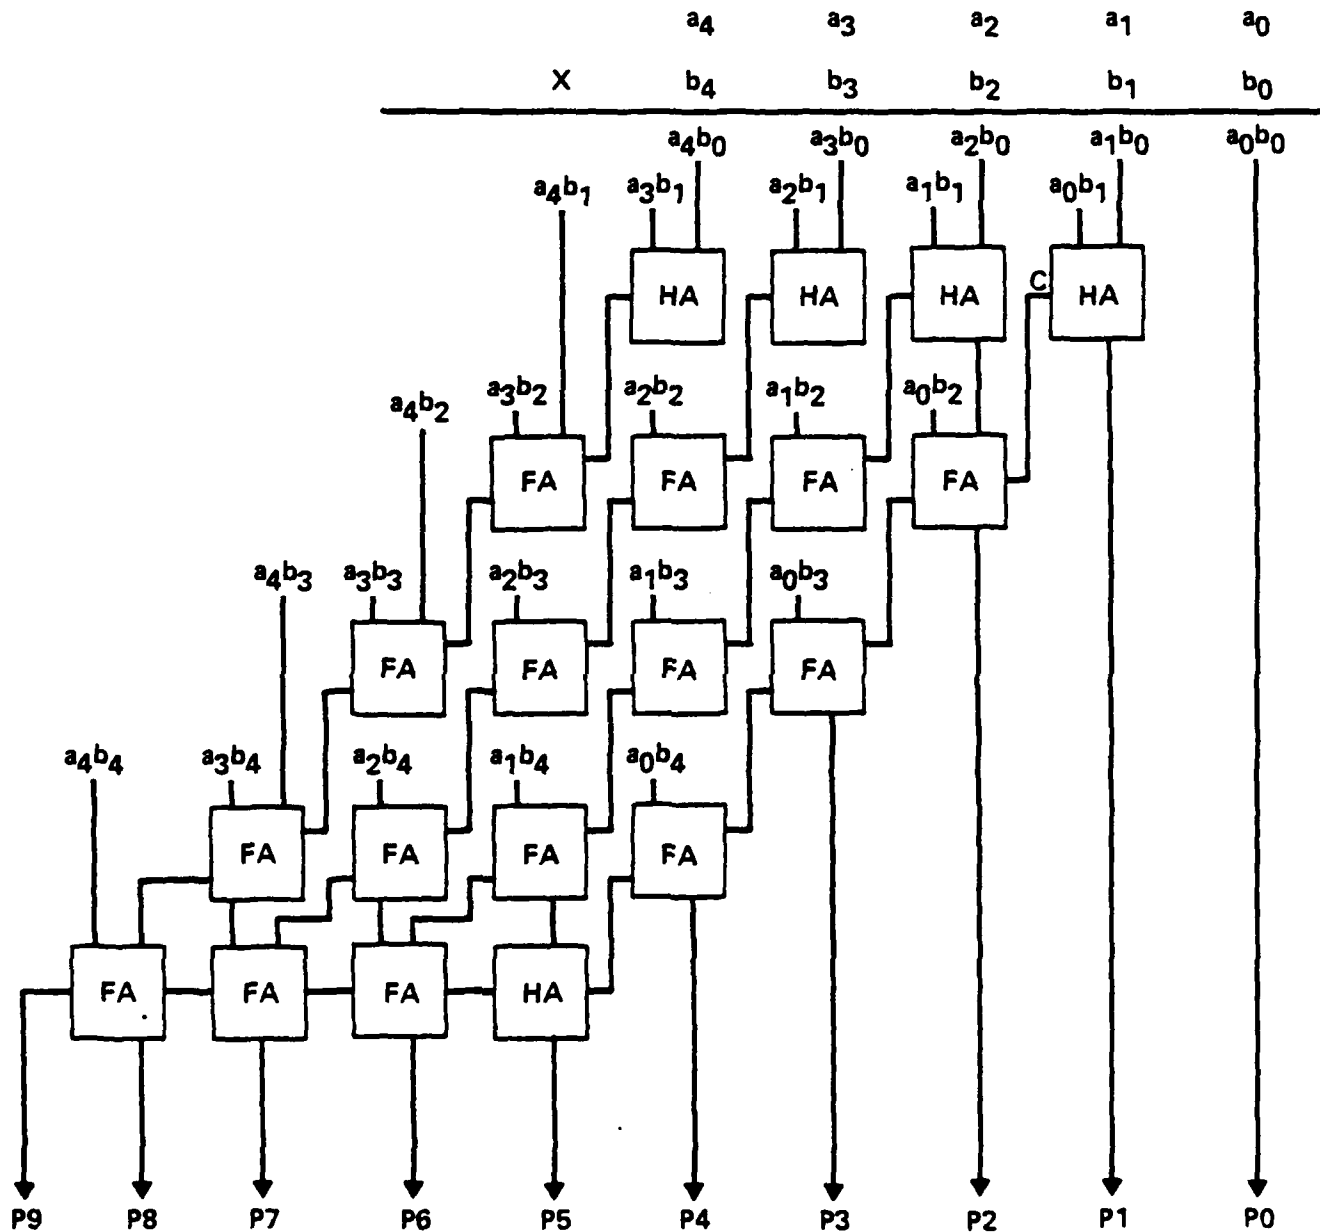 a4 a3 a2 a1 a0
X b4 b3 b2 b1 b0
a4b0 a3b0 a2b0 a1b0 a0b0
a4b1 a3b1 a2b1 a1b1 a0b1
C
HA HA HA HA
a4b2 a3b2 a2b2 a1b2 a0b2
FA FA FA FA
a4b3 a3b3 a2b3 a1b3 a0b3
FA FA FA FA
a4b4 a3b4 a2b4 a1b4 a0b4
FA FA FA FA
FA FA FA HA
P9 P8 P7 P6 P5 P4 P3 P2 P1 P0